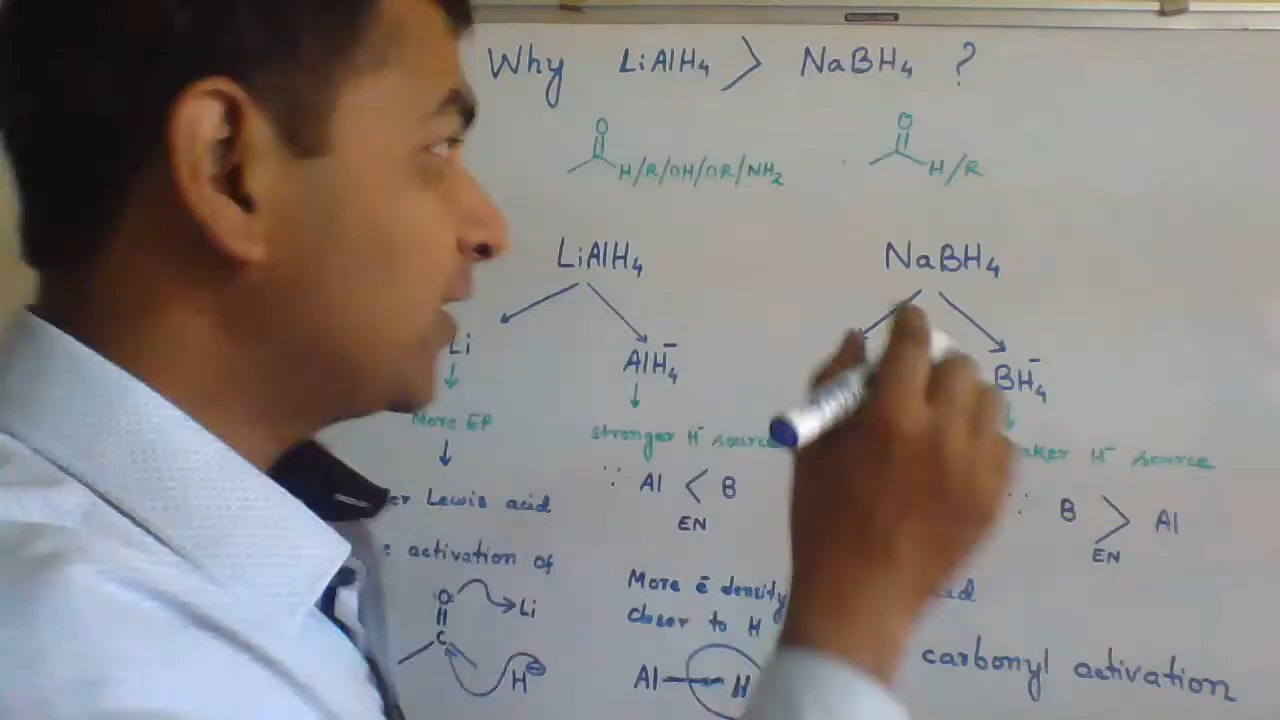 Why LiAlH4 > NaBH4 ?
O O
H/R/OH/OR/NH2 H/R
LiAlH4 NaBH4
Li AlH4⁻ BH4⁻
More EP
stronger H⁻ source H⁻ source
∵ Al < B ∵ B > Al
EN EN
Lewis acid
activation of
More ē density
closer to H
O Li
C
H⊖
Al—H
carbonyl activation